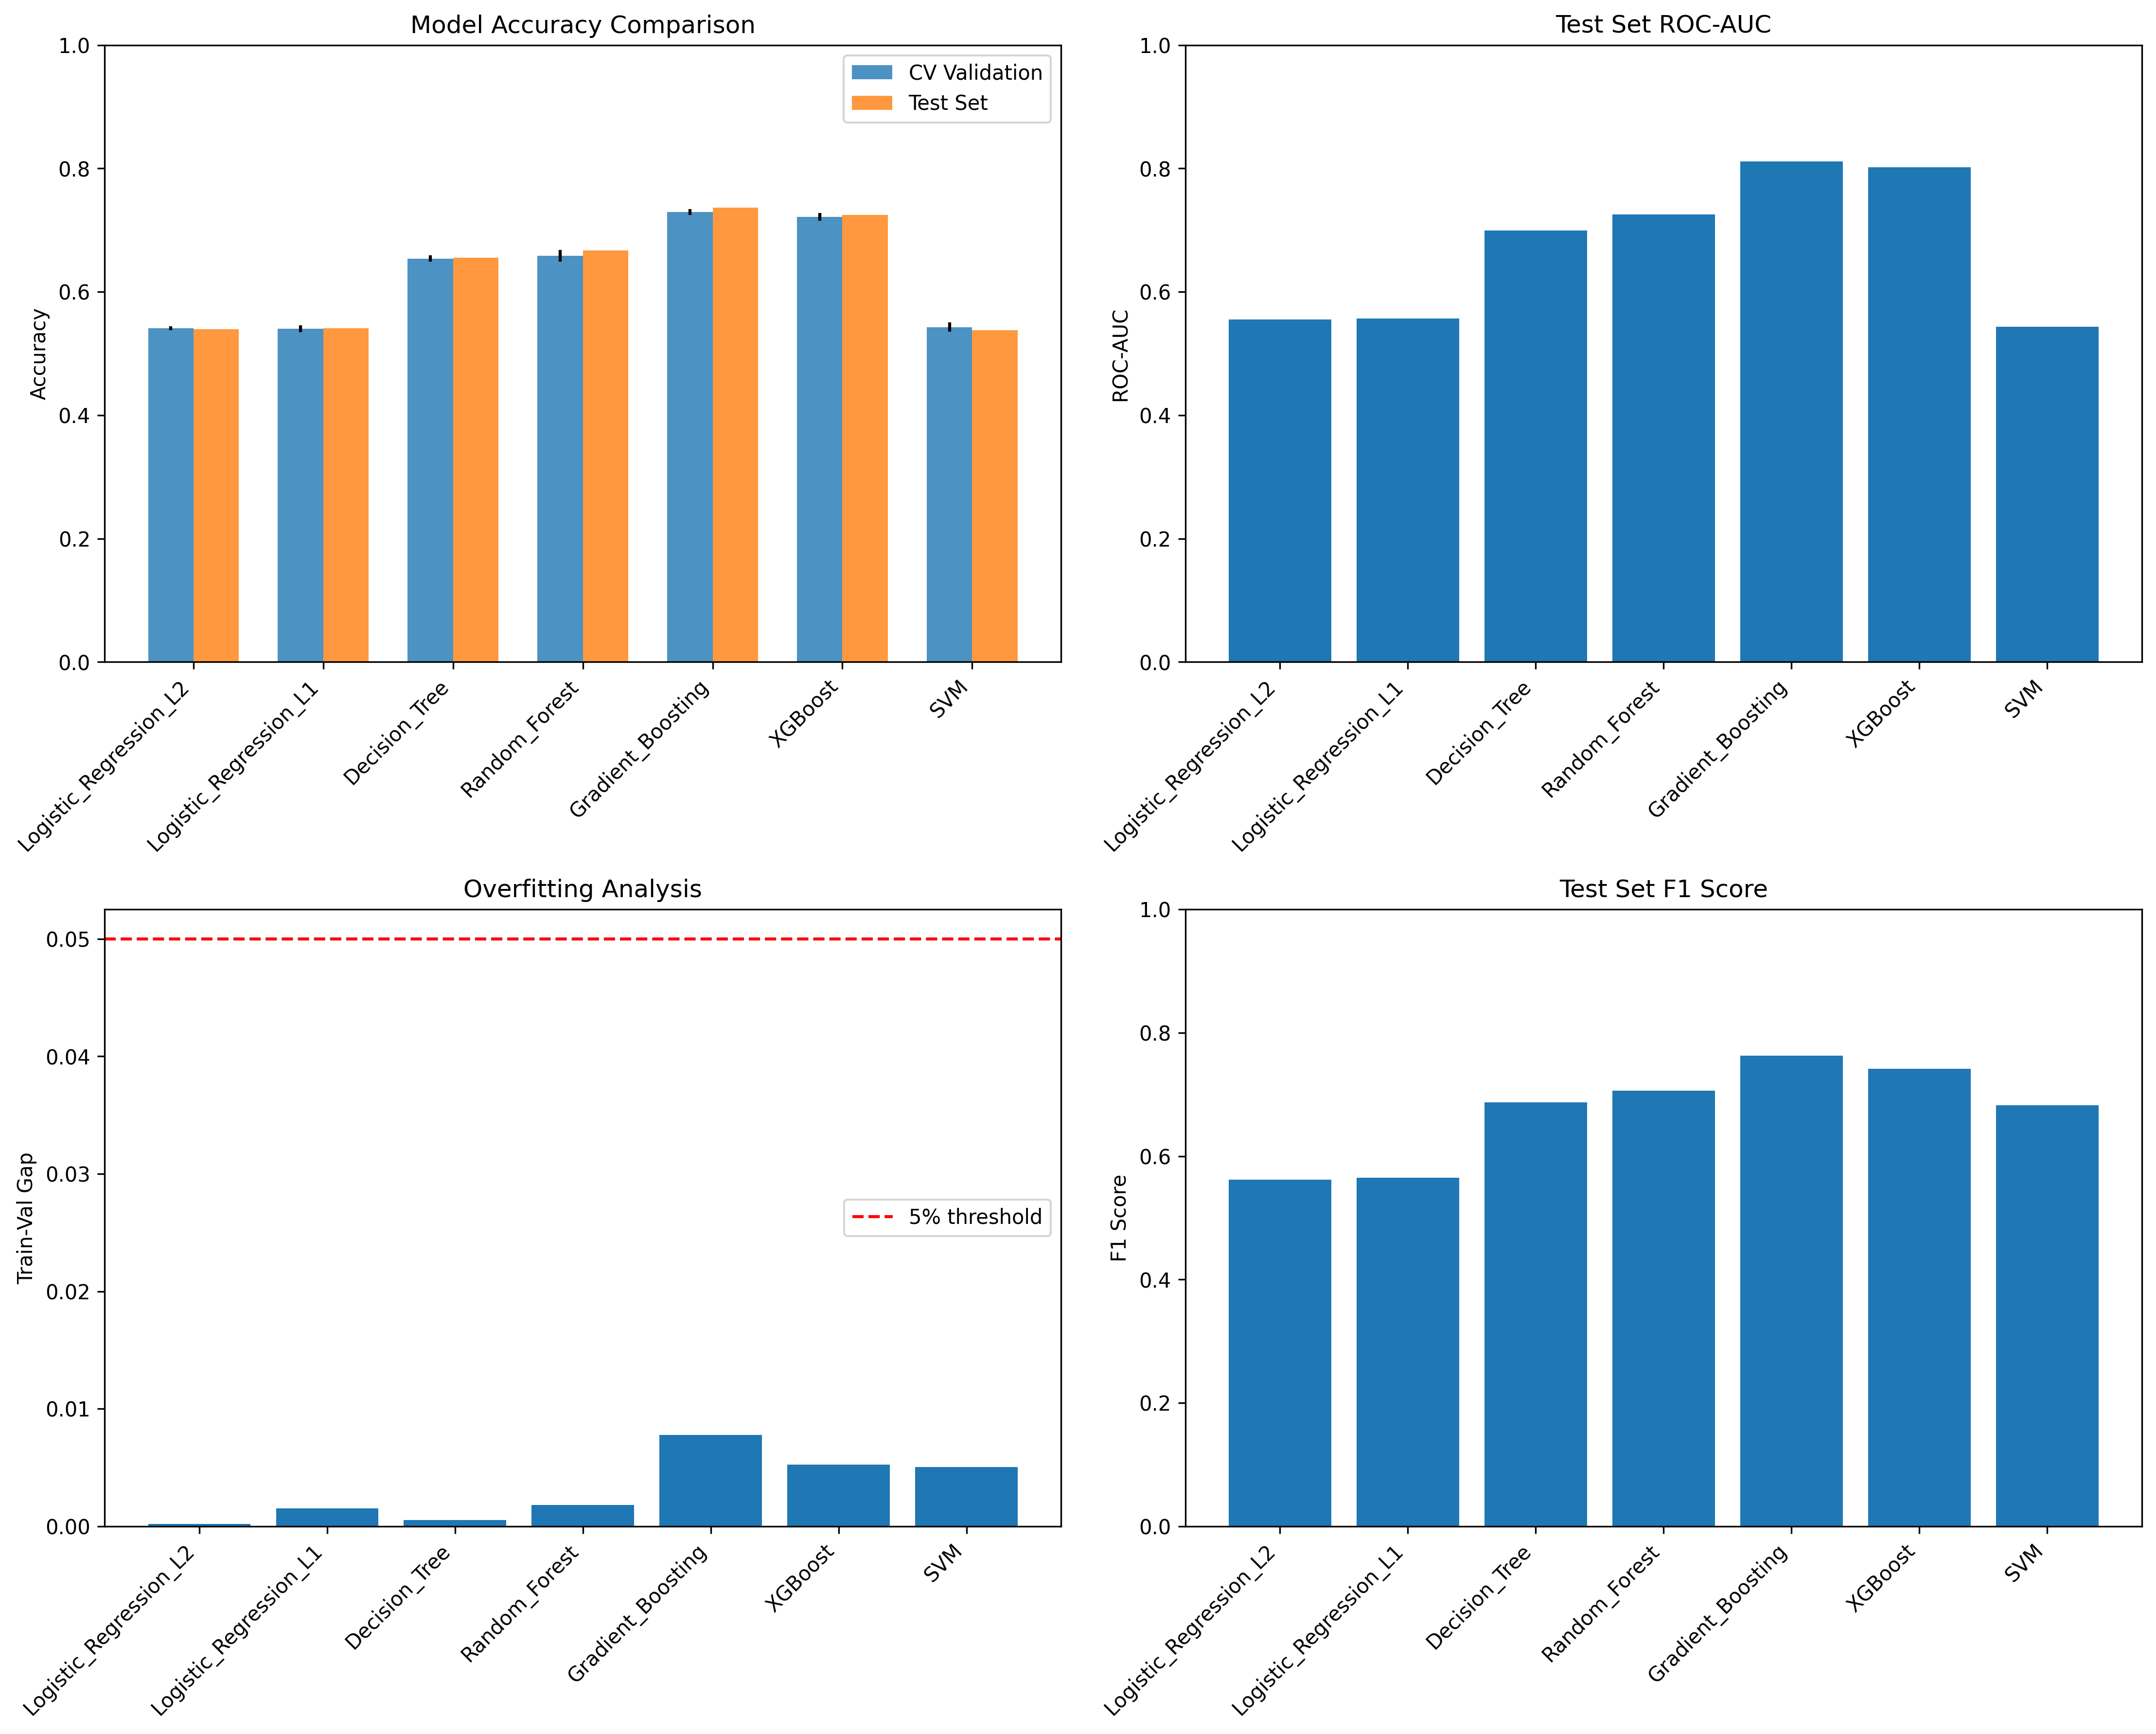 Model Accuracy Comparison
1.0
0.8
0.6
0.4
0.2
0.0
Accuracy
CV Validation
Test Set
Logistic_Regression_L2
Logistic_Regression_L1
Decision_Tree
Random_Forest
Gradient_Boosting
XGBoost
SVM
Test Set ROC-AUC
1.0
0.8
0.6
0.4
0.2
0.0
ROC-AUC
Logistic_Regression_L2
Logistic_Regression_L1
Decision_Tree
Random_Forest
Gradient_Boosting
XGBoost
SVM
Overfitting Analysis
0.05
0.04
0.03
0.02
0.01
0.00
Train-Val Gap
5% threshold
Logistic_Regression_L2
Logistic_Regression_L1
Decision_Tree
Random_Forest
Gradient_Boosting
XGBoost
SVM
Test Set F1 Score
1.0
0.8
0.6
0.4
0.2
0.0
F1 Score
Logistic_Regression_L2
Logistic_Regression_L1
Decision_Tree
Random_Forest
Gradient_Boosting
XGBoost
SVM